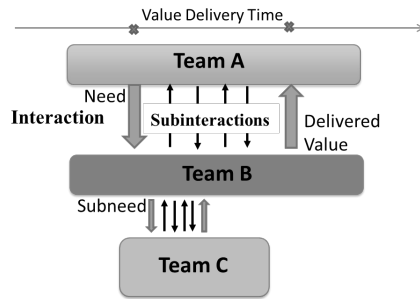 Value Delivery Time
Team A
Need
Interaction
Subinteractions
Delivered
Value
Team B
Subneed
Team C